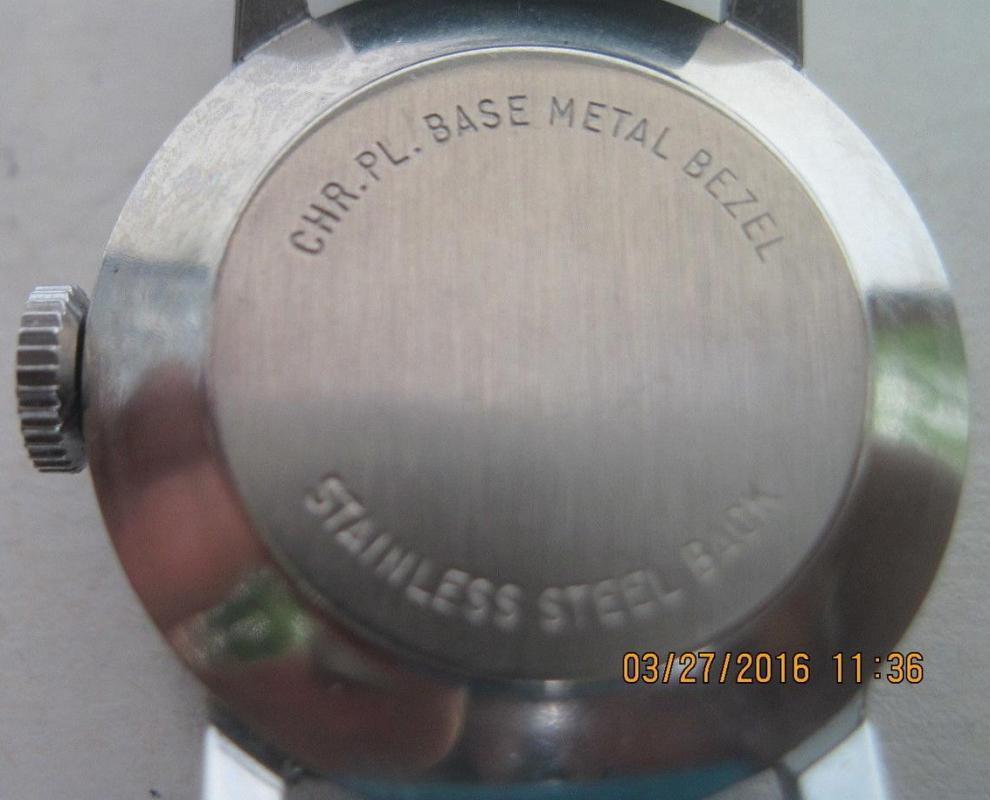 CHR.PL. BASE METAL BEZEL
STAINLESS STEEL BACK
03/27/2016 11:36